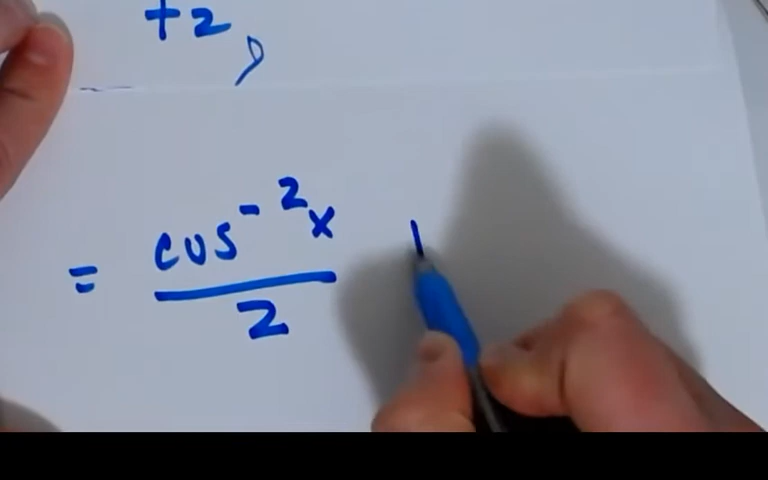 +2,
= cos⁻²x
2